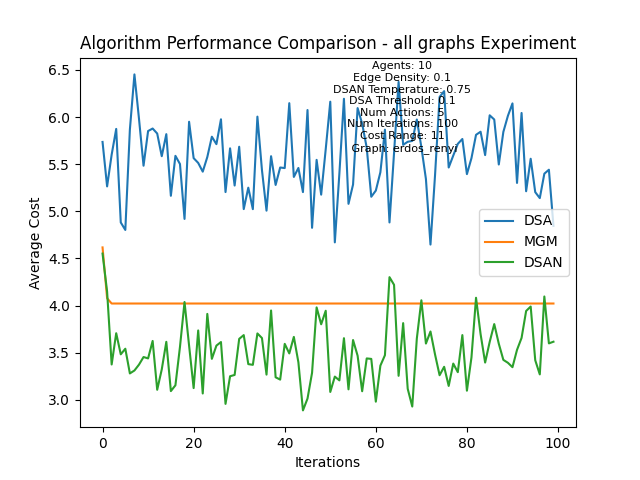 Algorithm Performance Comparison - all graphs Experiment
Agents: 10
Edge Density: 0.1
DSAN Temperature: 0.75
DSA Threshold: 0.1
Num Actions: 5
Num Iterations: 100
Cost Range: 11
Graph: erdos_renyi
6.5
6.0
5.5
5.0
4.5
4.0
3.5
3.0
Average Cost
DSA
MGM
DSAN
0
20
40
60
80
100
Iterations